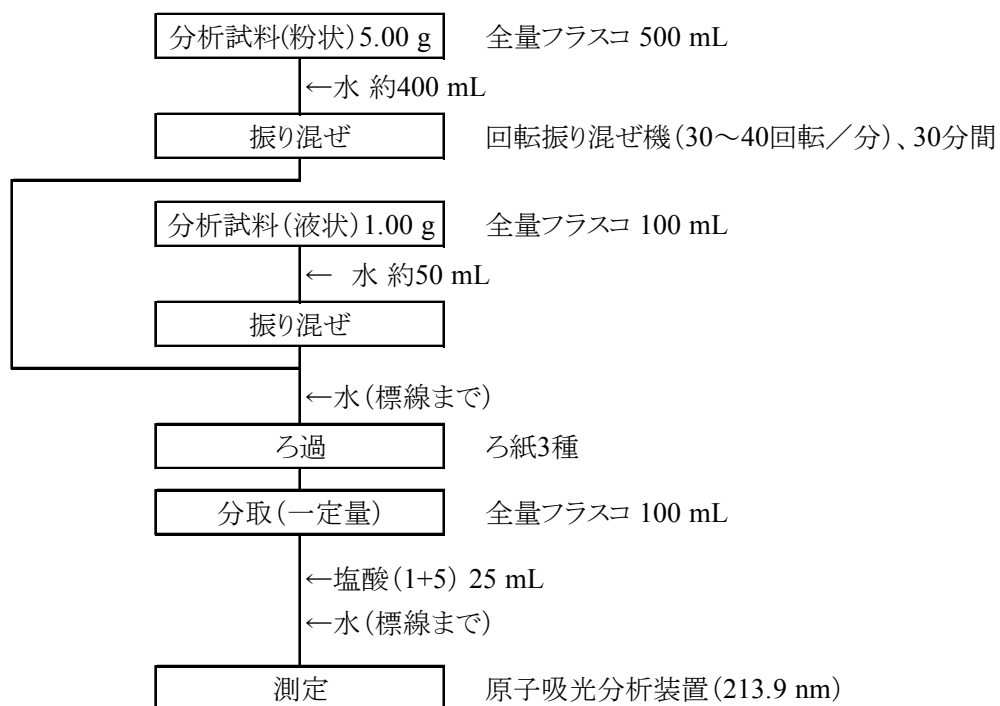 分析試料(粉状)5.00 g 全量フラスコ 500 mL
←水 約400 mL
振り混ぜ 回転振り混ぜ機(30～40回転／分)、30分間
分析試料(液状)1.00 g 全量フラスコ 100 mL
← 水 約50 mL
振り混ぜ
←水(標線まで)
ろ過 ろ紙3種
分取(一定量) 全量フラスコ 100 mL
←塩酸(1+5) 25 mL
←水(標線まで)
測定 原子吸光分析装置(213.9 nm)